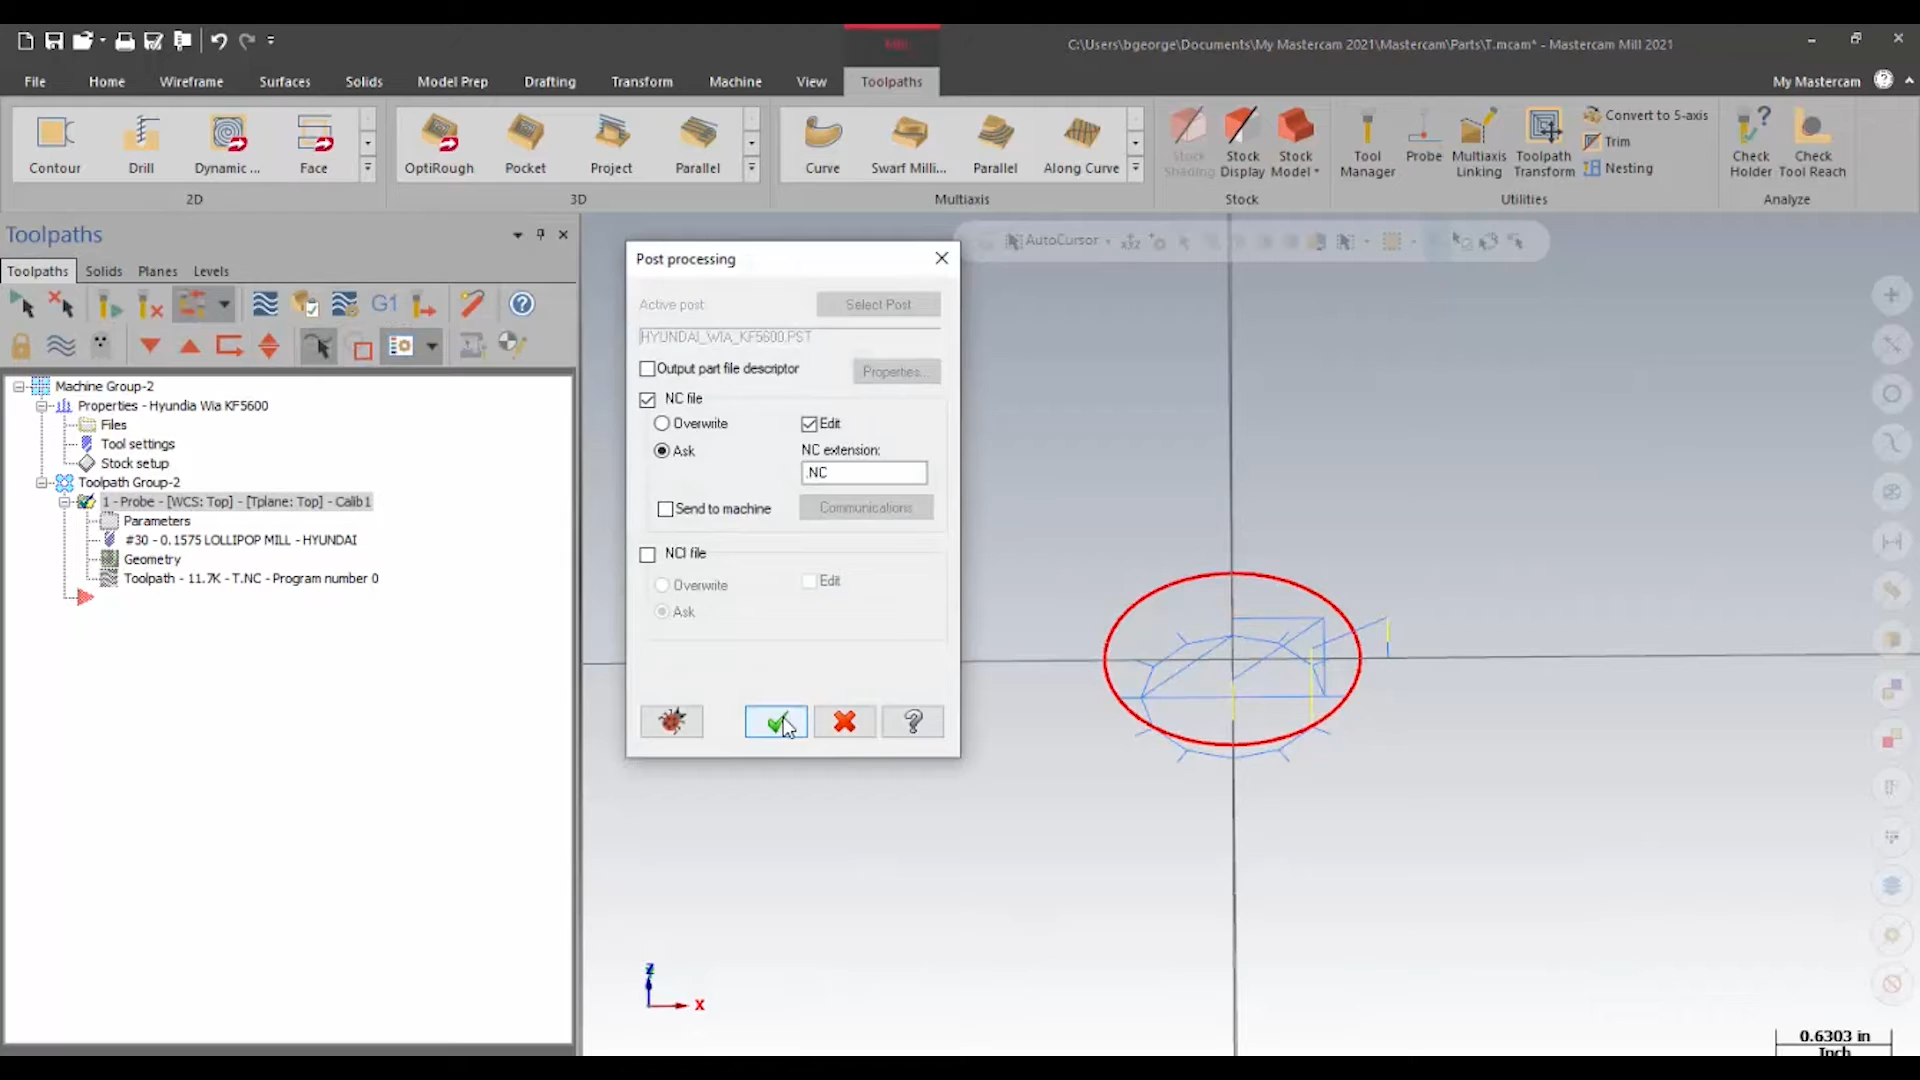 C:\Users\bgeorge\Documents\My Mastercam 2021\Mastercam\Parts\T.mcam* - Mastercam Mill 2021
File Home Wireframe Surfaces Solids Model Prep Drafting Transform Machine View Toolpaths My Mastercam
Contour Drill Dynamic ... Face
2D
OptiRough Pocket Project Parallel
3D
Curve Swarf Milli... Parallel Along Curve
Multiaxis
Stock Shading
Stock Display
Stock Model
Stock
Tool Manager
Probe
Multiaxis Linking
Toolpath Transform
Convert to 5-axis
Trim
Nesting
Utilities
Check Holder
Check Tool Reach
Analyze
Toolpaths
Toolpaths Solids Planes Levels
G1
Machine Group-2
Properties - Hyundia Wia KF5600
Files
Tool settings
Stock setup
Toolpath Group-2
1 - Probe - [WCS: Top] - [Tplane: Top] - Calib1
Parameters
#30 - 0.1575 LOLLIPOP MILL - HYUNDAI
Geometry
Toolpath - 11.7K - T.NC - Program number 0
Post processing
Active post:
Select Post
HYUNDAI_WIA_KF5600.PST
Output part file descriptor
Properties...
NC file
Overwrite
Edit
Ask
NC extension:
.NC
Send to machine
Communications
NCI file
Overwrite
Edit
Ask
AutoCursor
Z
X
0.6303 in
Inch